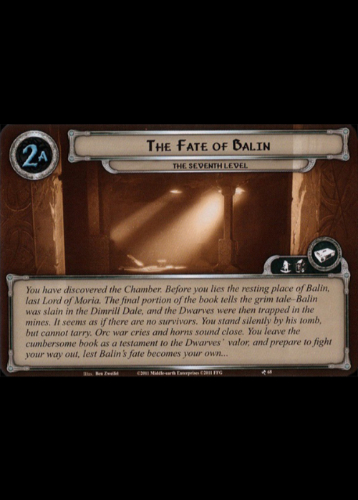 2A
THE FATE OF BALIN
THE SEVENTH LEVEL
You have discovered the Chamber. Before you lies the resting place of Balin,
last Lord of Moria. The final portion of the book tells the grim tale–Balin
was slain in the Dimrill Dale, and the Dwarves were then trapped in the
mines. It seems as if there are no survivors. You stand silently by his tomb,
but cannot tarry. Orc war cries and horns sound close. You leave the
cumbersome book as a testament to the Dwarves' valor, and prepare to fight
your way out, lest Balin's fate becomes your own...
Illus. Ben Zweifel
©2011 Middle-earth Enterprises ©2011 FFG